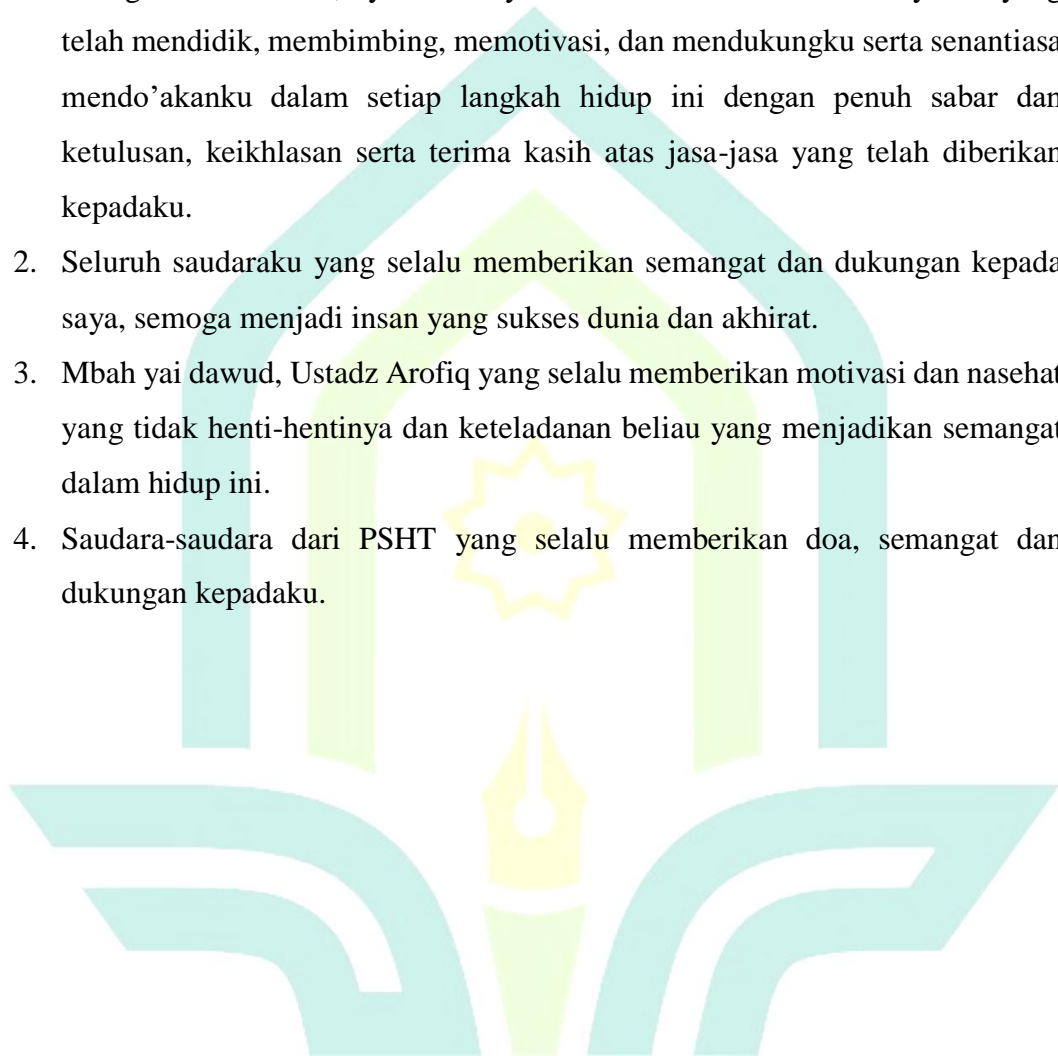 telah mendidik, membimbing, memotivasi, dan mendukungku serta senantiasa
mendo’akanku dalam setiap langkah hidup ini dengan penuh sabar dan
ketulusan, keikhlasan serta terima kasih atas jasa-jasa yang telah diberikan
kepadaku.
2. Seluruh saudaraku yang selalu memberikan semangat dan dukungan kepada
saya, semoga menjadi insan yang sukses dunia dan akhirat.
3. Mbah yai dawud, Ustadz Arofiq yang selalu memberikan motivasi dan nasehat
yang tidak henti-hentinya dan keteladanan beliau yang menjadikan semangat
dalam hidup ini.
4. Saudara-saudara dari PSHT yang selalu memberikan doa, semangat dan
dukungan kepadaku.